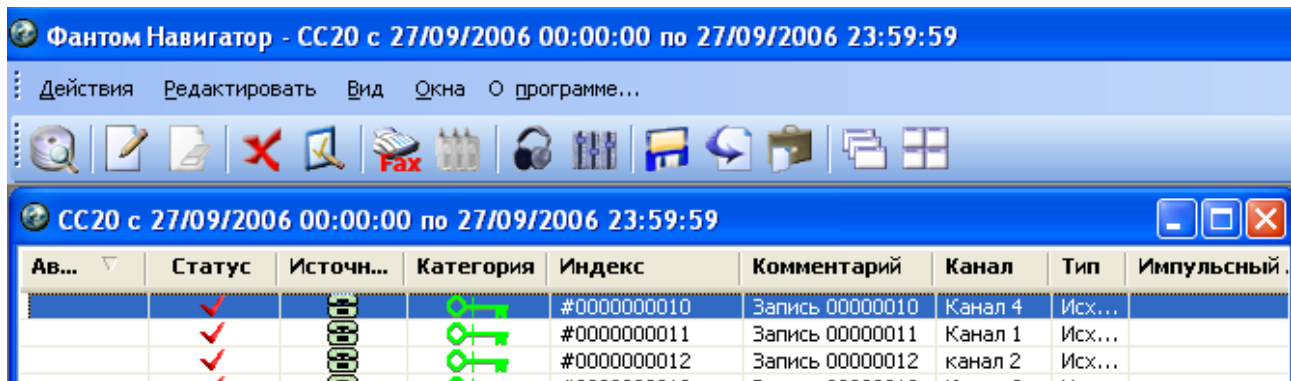 Фантом Навигатор - CC20 с 27/09/2006 00:00:00 по 27/09/2006 23:59:59
Действия Редактировать Вид Окна О программе...
Fax
CC20 с 27/09/2006 00:00:00 по 27/09/2006 23:59:59
Ав... Статус Источн... Категория Индекс Комментарий Канал Тип Импульсный
#0000000010 Запись 00000010 Канал 4 Исх...
#0000000011 Запись 00000011 Канал 1 Исх...
#0000000012 Запись 00000012 канал 2 Исх...